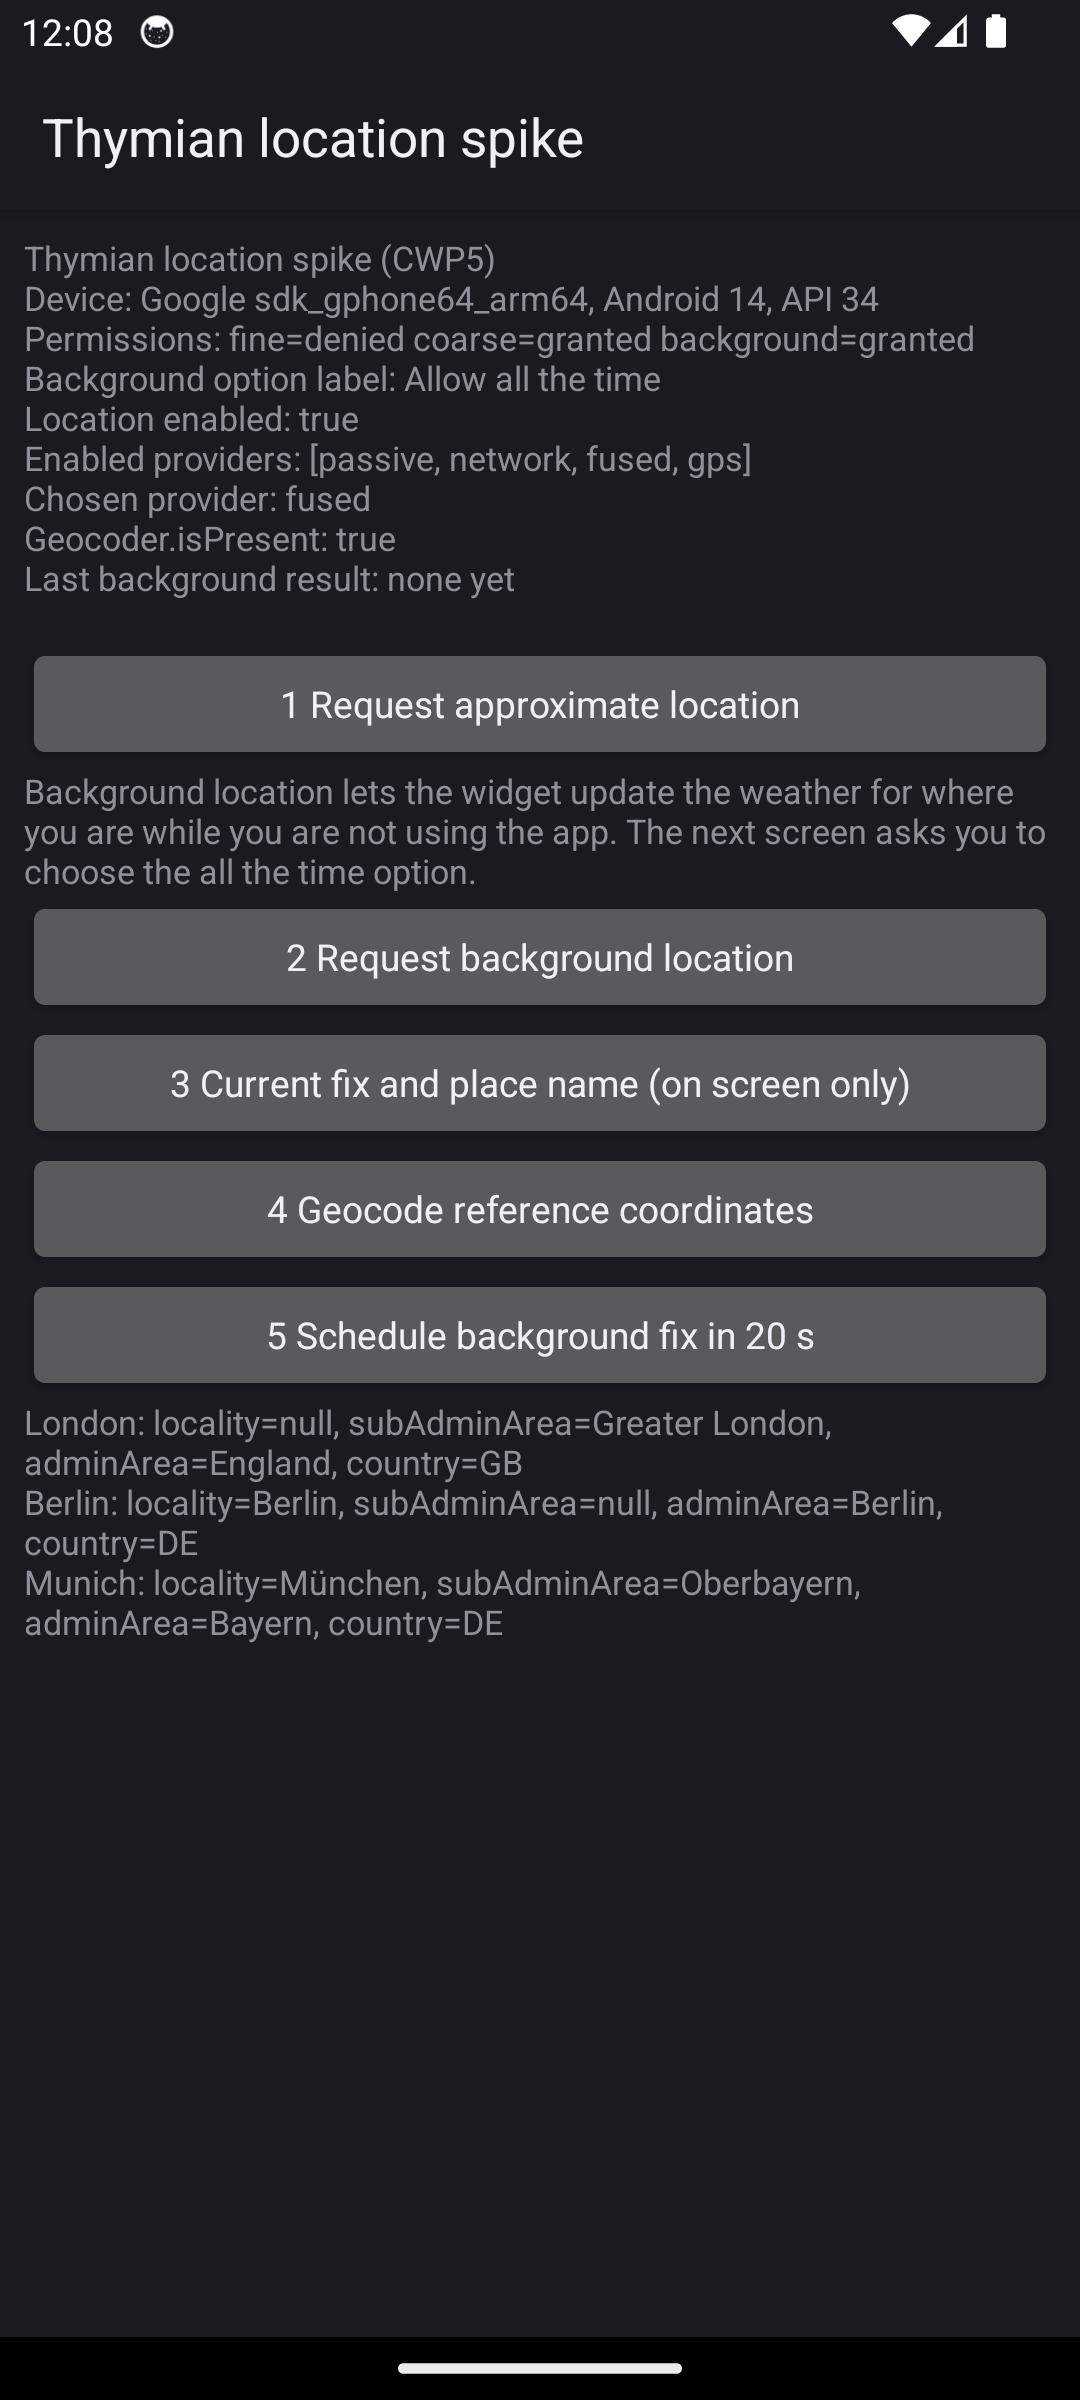 12:08
Thymian location spike
Thymian location spike (CWP5)
Device: Google sdk_gphone64_arm64, Android 14, API 34
Permissions: fine=denied coarse=granted background=granted
Background option label: Allow all the time
Location enabled: true
Enabled providers: [passive, network, fused, gps]
Chosen provider: fused
Geocoder.isPresent: true
Last background result: none yet
1 Request approximate location
Background location lets the widget update the weather for where
you are while you are not using the app. The next screen asks you to
choose the all the time option.
2 Request background location
3 Current fix and place name (on screen only)
4 Geocode reference coordinates
5 Schedule background fix in 20 s
London: locality=null, subAdminArea=Greater London,
adminArea=England, country=GB
Berlin: locality=Berlin, subAdminArea=null, adminArea=Berlin,
country=DE
Munich: locality=München, subAdminArea=Oberbayern,
adminArea=Bayern, country=DE